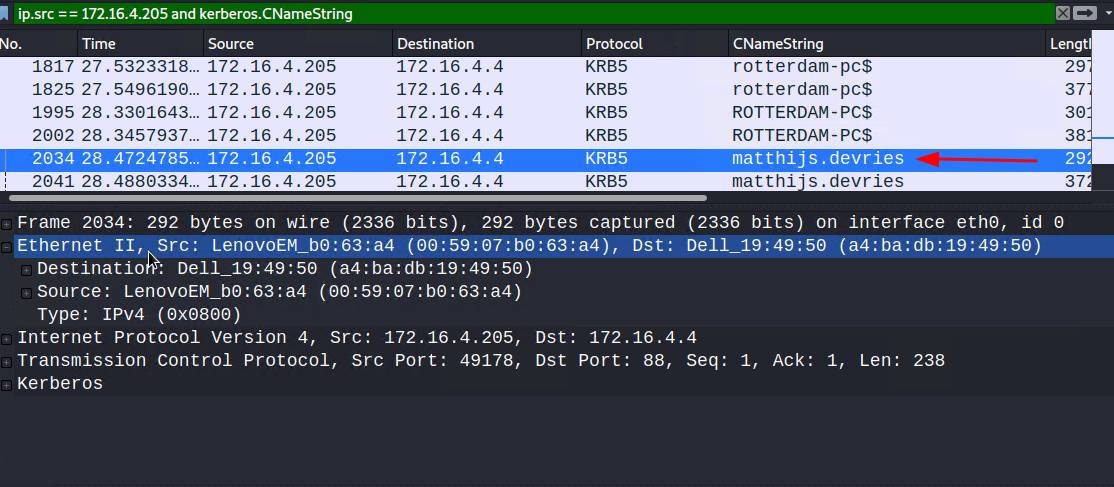 ip.src == 172.16.4.205 and kerberos.CNameString
No. Time Source Destination Protocol CNameString Lengt
1817 27.5323318… 172.16.4.205 172.16.4.4 KRB5 rotterdam-pc$ 297
1825 27.5496190… 172.16.4.205 172.16.4.4 KRB5 rotterdam-pc$ 377
1995 28.3301643… 172.16.4.205 172.16.4.4 KRB5 ROTTERDAM-PC$ 301
2002 28.3457937… 172.16.4.205 172.16.4.4 KRB5 ROTTERDAM-PC$ 381
2034 28.4724785… 172.16.4.205 172.16.4.4 KRB5 matthijs.devries 292
2041 28.4880334… 172.16.4.205 172.16.4.4 KRB5 matthijs.devries 372
Frame 2034: 292 bytes on wire (2336 bits), 292 bytes captured (2336 bits) on interface eth0, id 0
Ethernet II, Src: LenovoEM_b0:63:a4 (00:59:07:b0:63:a4), Dst: Dell_19:49:50 (a4:ba:db:19:49:50)
Destination: Dell_19:49:50 (a4:ba:db:19:49:50)
Source: LenovoEM_b0:63:a4 (00:59:07:b0:63:a4)
Type: IPv4 (0x0800)
Internet Protocol Version 4, Src: 172.16.4.205, Dst: 172.16.4.4
Transmission Control Protocol, Src Port: 49178, Dst Port: 88, Seq: 1, Ack: 1, Len: 238
Kerberos